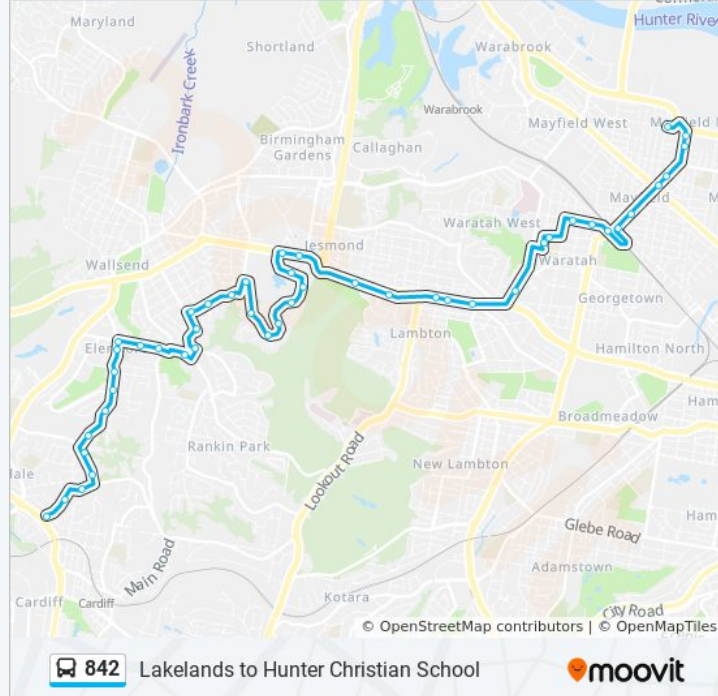 Maryland
Shortland
Hunter River
Warabrook
Ironbark Creek
Warabrook
Mayfield West
Birmingham
Gardens
Callaghan
Mayfield
Waratah West
Jesmond
Wallsend
Waratah
Georgetown
Lambton
Hamilton North
Broadmeadow
Rankin Park
Lookout Road
New Lambton
dale
Glebe Road
Main Road
Adamstown
Cardiff
Cardiff
Kotara
City Road
© OpenStreetMap contributors | © OpenMapTiles
842 Lakelands to Hunter Christian School
moovit